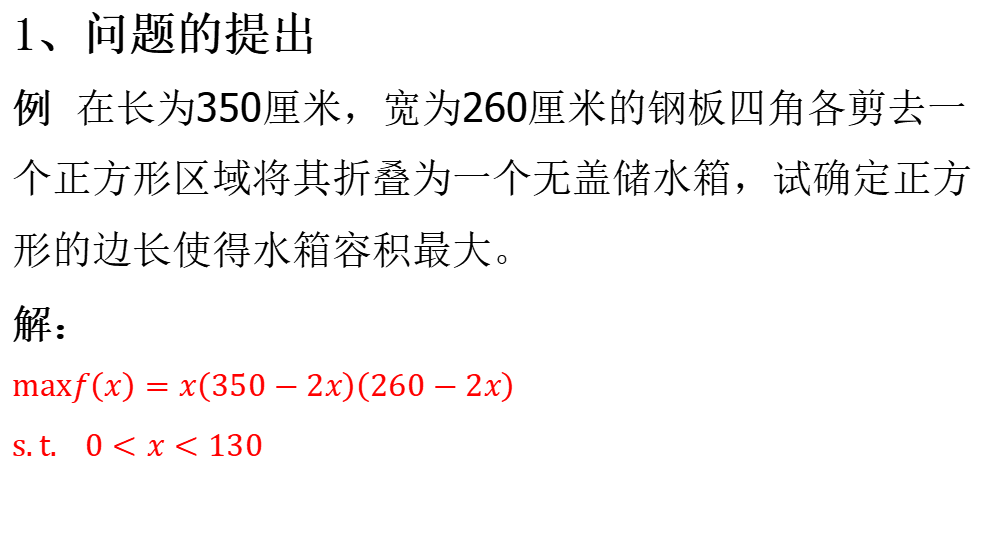 1、问题的提出
例 在长为350厘米，宽为260厘米的钢板四角各剪去一
个正方形区域将其折叠为一个无盖储水箱，试确定正方
形的边长使得水箱容积最大。
解：
maxf(x) = x(350 − 2x)(260 − 2x)
s. t. 0 < x < 130